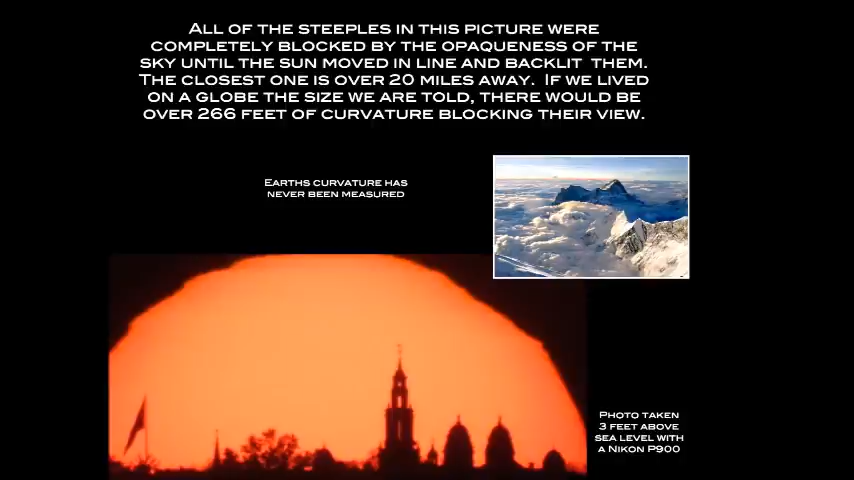 All of the steeples in this picture were
completely blocked by the opaqueness of the
sky until the sun moved in line and backlit them.
The closest one is over 20 miles away. If we lived
on a globe the size we are told, there would be
over 266 feet of curvature blocking their view.
Earths curvature has
never been measured
Photo taken
3 feet above
sea level with
a Nikon P900